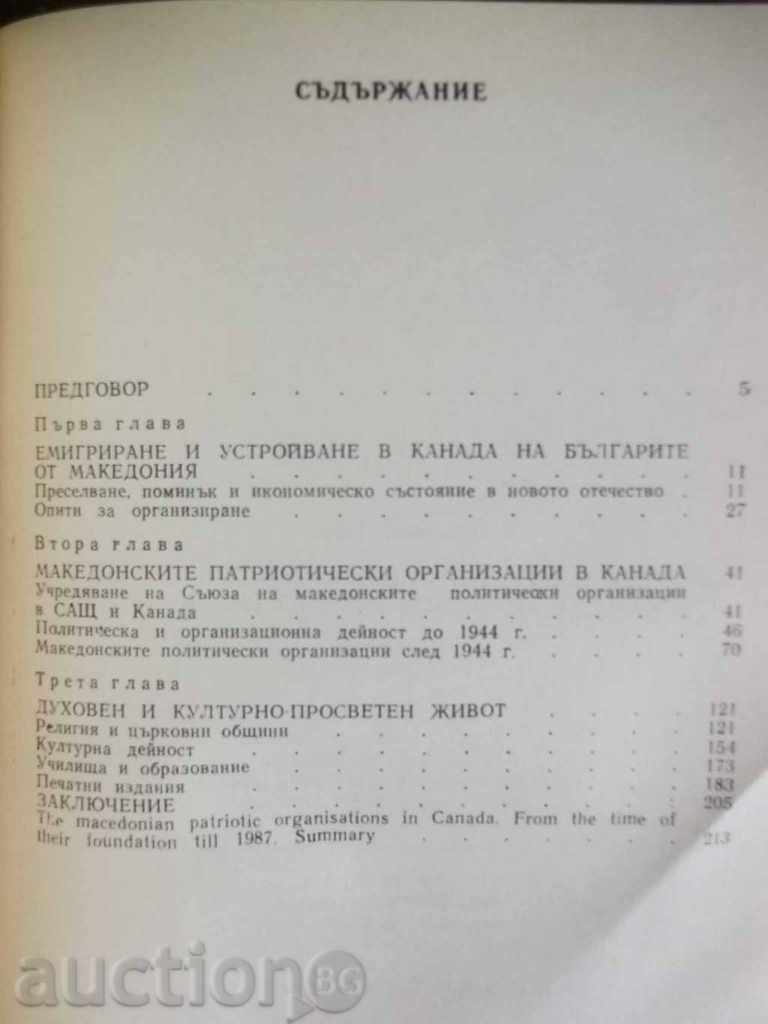 СЪДЪРЖАНИЕ
ПРЕДГОВОР . . . . . . . . . . . . 5
Първа глава
ЕМИГРИРАНЕ И УСТРОЙВАНЕ В КАНАДА НА БЪЛГАРИТЕ
ОТ МАКЕДОНИЯ . . . . . . . . . . . 11
Преселване, поминък и икономическо състояние в новото отечество . 11
Опити за организиране . . . . . . . . . . 27
Втора глава
МАКЕДОНСКИТЕ ПАТРИОТИЧЕСКИ ОРГАНИЗАЦИИ В КАНАДА 41
Учредяване на Съюза на македонските политически организации
в САЩ и Канада . . . . . . . . . . . 41
Политическа и организационна дейност до 1944 г. . . . . 46
Македонските политически организации след 1944 г. . . . . 70
Трета глава
ДУХОВЕН И КУЛТУРНО-ПРОСВЕТЕН ЖИВОТ . . . . 121
Религия и църковни общини . . . . . . . . . 121
Културна дейност . . . . . . . . . . . 154
Училища и образование . . . . . . . . . . 173
Печатни издания . . . . . . . . . . . 183
ЗАКЛЮЧЕНИЕ . . . . . . . . . . . 205
The macedonian patriotic organisations in Canada. From the time of
their foundation till 1987. Summary . . . . . . . 213
auction BG